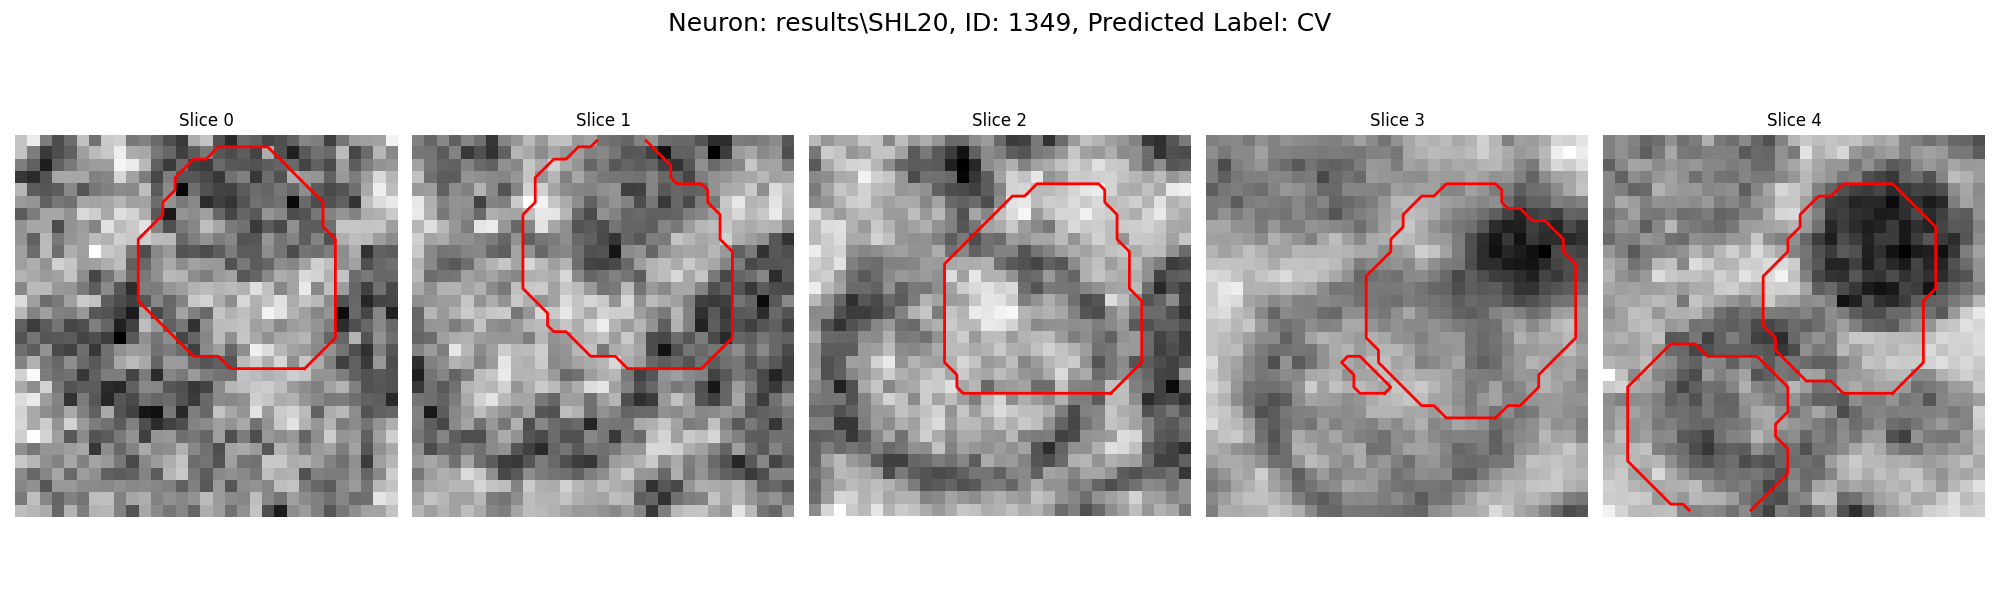 Neuron: results\SHL20, ID: 1349, Predicted Label: CV
Slice 0
Slice 1
Slice 2
Slice 3
Slice 4